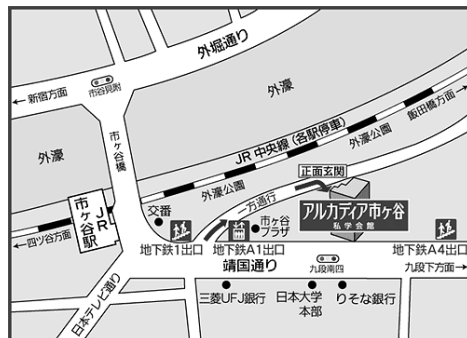 外堀通り
市谷見附
←新宿方面
外濠
外濠
飯田橋方面→
市ヶ谷橋
JR 中央線(各駅停車)
外濠公園
外濠
外濠公園
正面玄関
一方通行
アルカディア市ヶ谷
私学会館
JR
市ヶ谷駅
交番
市ヶ谷
プラザ
←四ツ谷方面
地下鉄1出口
地下鉄A1出口
地下鉄A4出口
靖国通り
九段南四
九段下方面→
日本テレビ通り
三菱UFJ銀行
日本大学
本部
りそな銀行